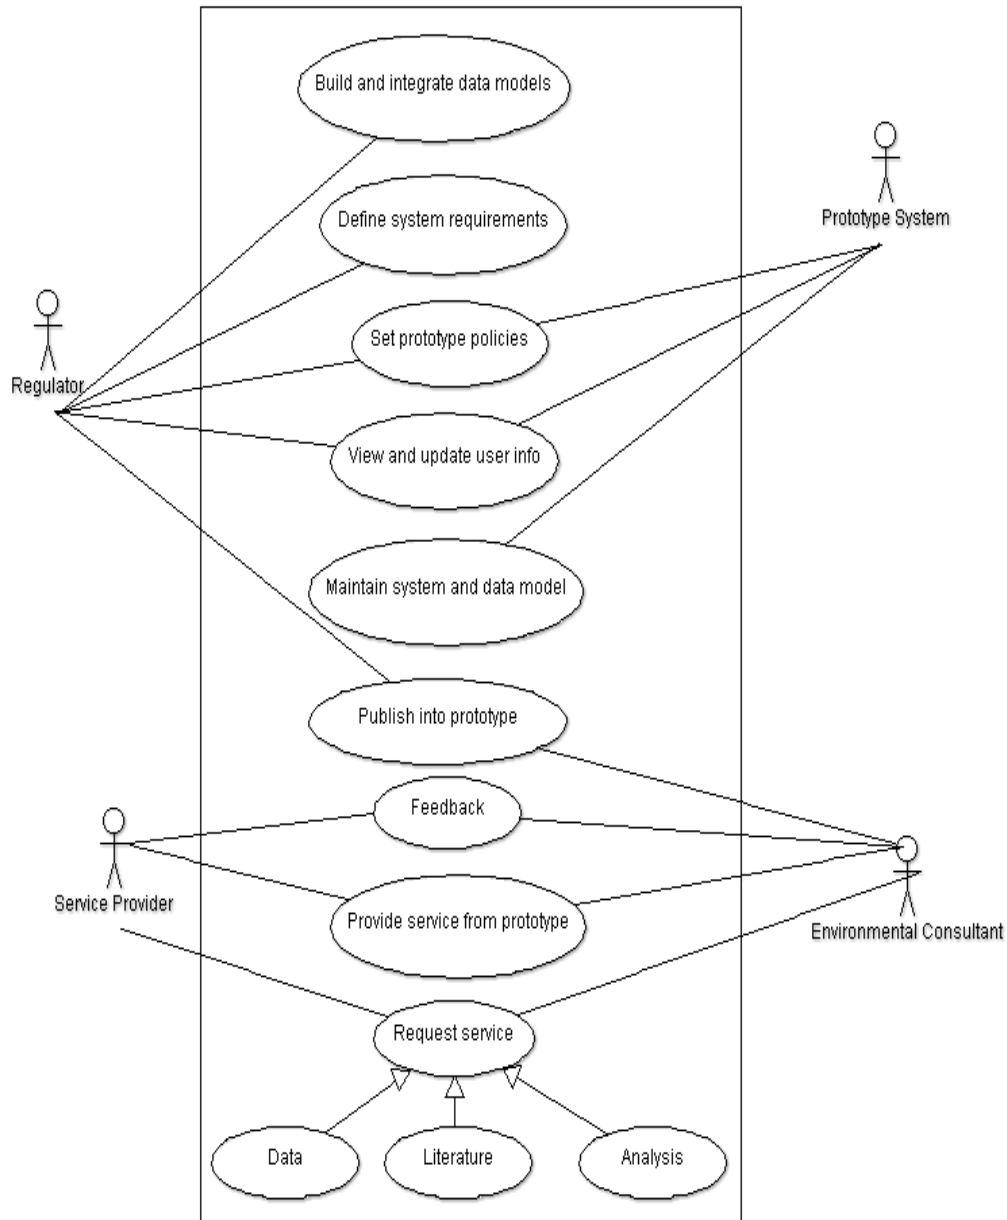 Build and integrate data models
Define system requirements
Prototype System
Set prototype policies
Regulator
View and update user info
Maintain system and data model
Publish into prototype
Feedback
Service Provider
Provide service from prototype
Environmental Consultant
Request service
Data
Literature
Analysis